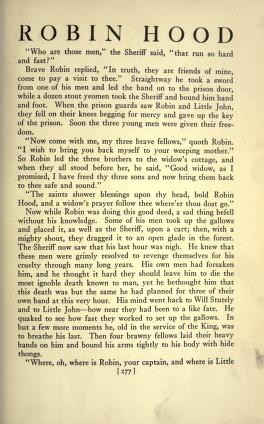 ROBIN HOOD
"Who are those men," the Sheriff said, "that run so hard
and fast?"
Brave Robin replied, "In truth, they are friends of mine,
come to pay a visit to thee." Straightway he took a sword
from one of his men and led the band on to the prison door,
while a dozen stout yeomen took the Sheriff and bound him hand
and foot. When the prison guards saw Robin and Little John,
they fell on their knees begging for mercy and gave up the key
of the prison. Soon the three young men were given their free-
dom.
"Now come with me, my three brave fellows," quoth Robin.
"I wish to bring you back myself to your weeping mother."
So Robin led the three brothers to the widow's cottage, and
when they all stood before her, he said, "Good widow, as I
promised, I have freed thy three sons and now bring them back
to thee safe and sound."
"The saints shower blessings upon thy head, bold Robin
Hood, and a widow's prayer follow thee where'er thou dost go."
Now while Robin was doing this good deed, a sad thing befell
without his knowledge. Some of his men took up the gallows
and placed it, as well as the Sheriff, upon a cart; then, with a
mighty shout, they dragged it to an open glade in the forest.
The Sheriff now saw that his last hour was nigh. He knew that
these men were grimly resolved to revenge themselves for his
cruelty through many long years. His own men had forsaken
him, and he thought it hard they should leave him to die the
most ignoble death known to man, yet he bethought him that
this death was but the same he had planned for three of their
own band at this very hour. His mind went back to Will Stutely
and to Little John—how near they had been to a like fate. He
quaked to see how fast they worked to set up the gallows. In
but a few more moments he, old in the service of the King, was
to breathe his last. Then four brawny fellows laid their heavy
hands on him and bound his arms tightly to his body with hide
thongs.
"Where, oh, where is Robin, your captain, and where is Little
[277]